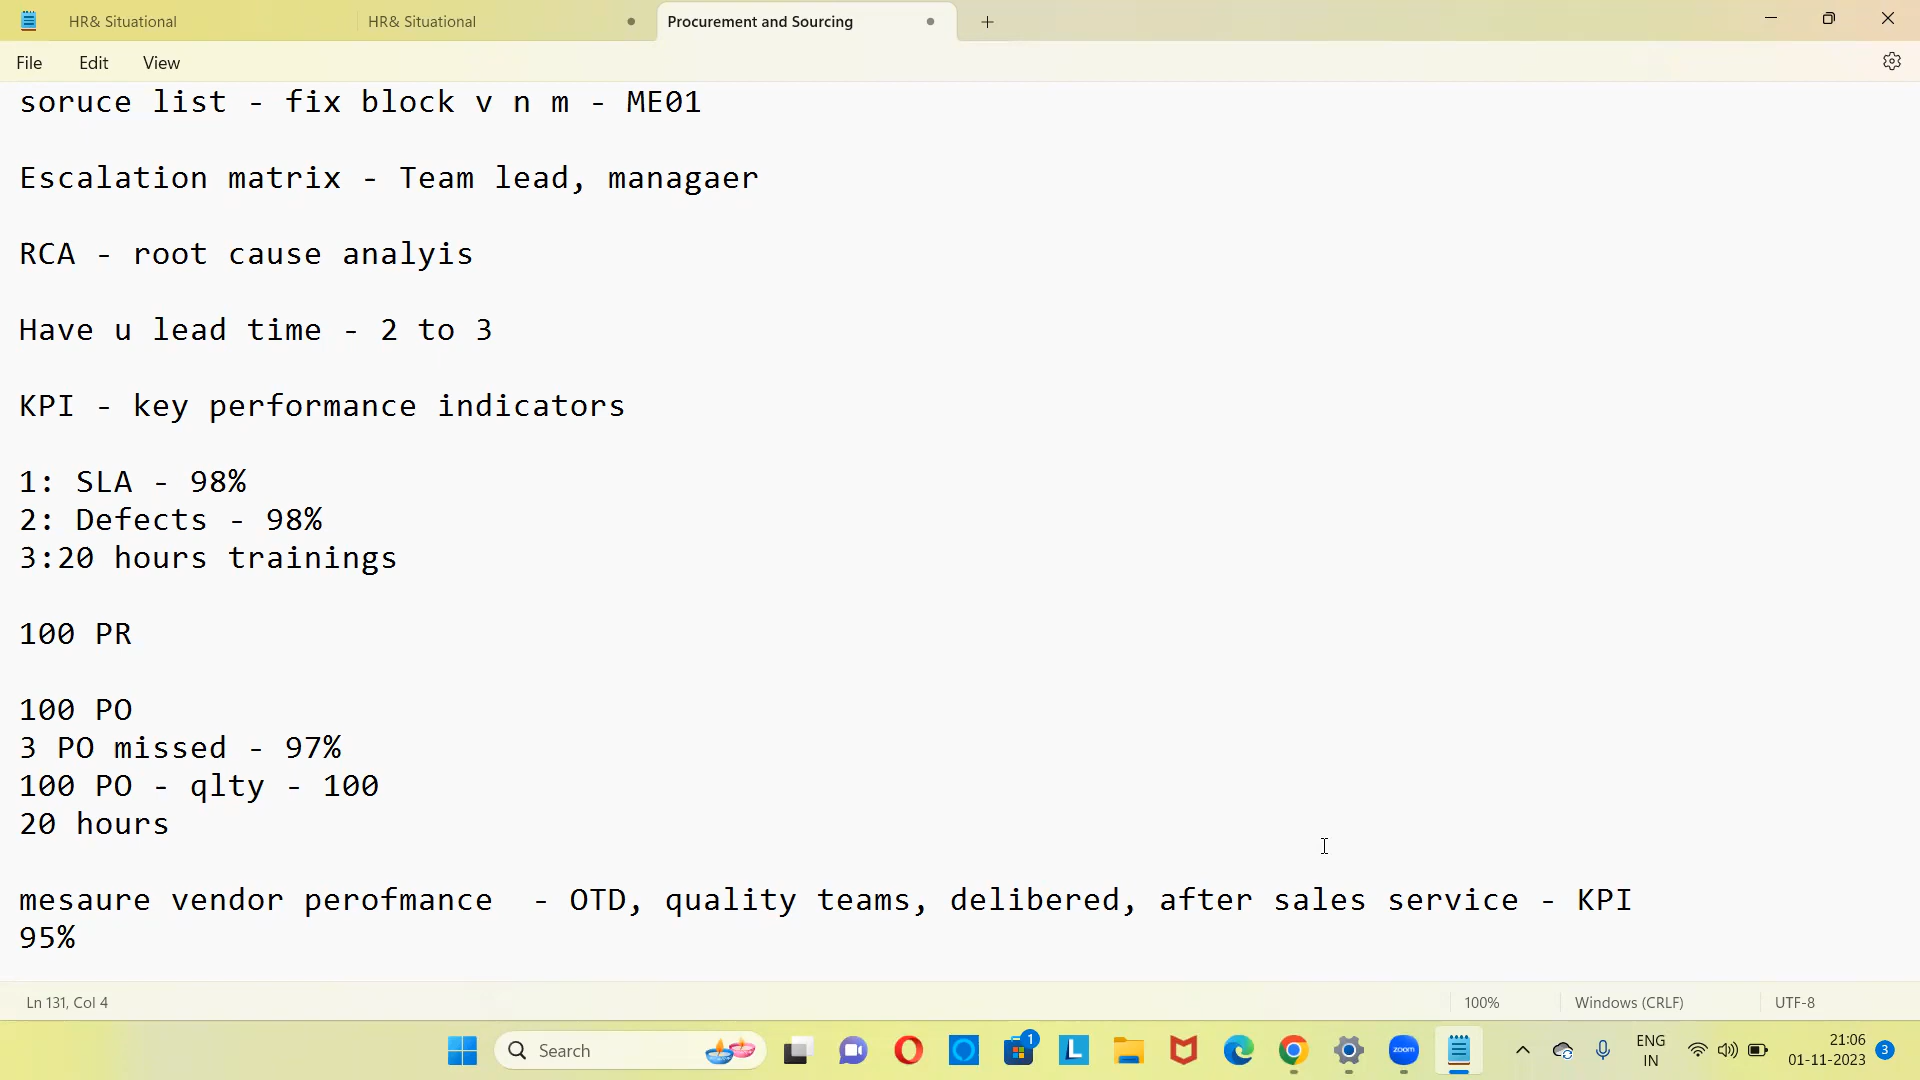 HR& Situational
HR& Situational
Procurement and Sourcing
File Edit View
soruce list - fix block v n m - ME01
Escalation matrix - Team lead, managaer
RCA - root cause analyis
Have u lead time - 2 to 3
KPI - key performance indicators
1: SLA - 98%
2: Defects - 98%
3:20 hours trainings
100 PR
100 PO
3 PO missed - 97%
100 PO - qlty - 100
20 hours
mesaure vendor perofmance  - OTD, quality teams, delibered, after sales service - KPI
95%
Ln 131, Col 4
100%
Windows (CRLF)
UTF-8
Search
1
L
zoom
ENG
IN
21:06
01-11-2023
3